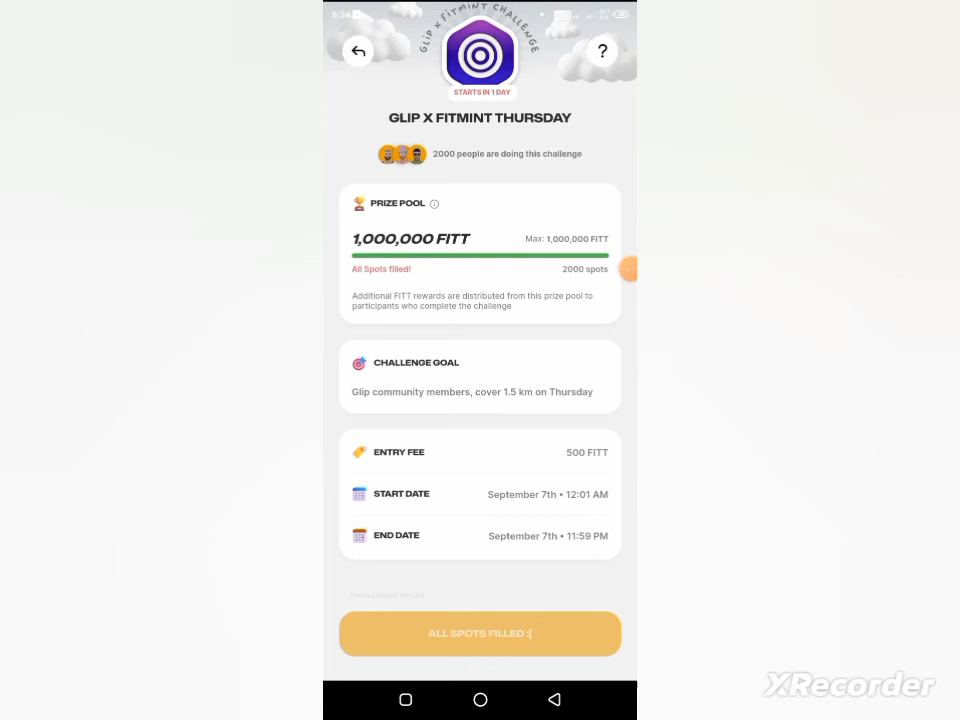 6:34
GLIP X FITMINT CHALLENGE
?
STARTS IN 1 DAY
GLIP X FITMINT THURSDAY
2000 people are doing this challenge
PRIZE POOL
1,000,000 FITT
Max: 1,000,000 FITT
All Spots filled!
2000 spots
Additional FITT rewards are distributed from this prize pool to
participants who complete the challenge
CHALLENGE GOAL
Glip community members, cover 1.5 km on Thursday
ENTRY FEE
500 FITT
START DATE
September 7th • 12:01 AM
END DATE
September 7th • 11:59 PM
CHALLENGE RULES
ALL SPOTS FILLED :(
XRecorder